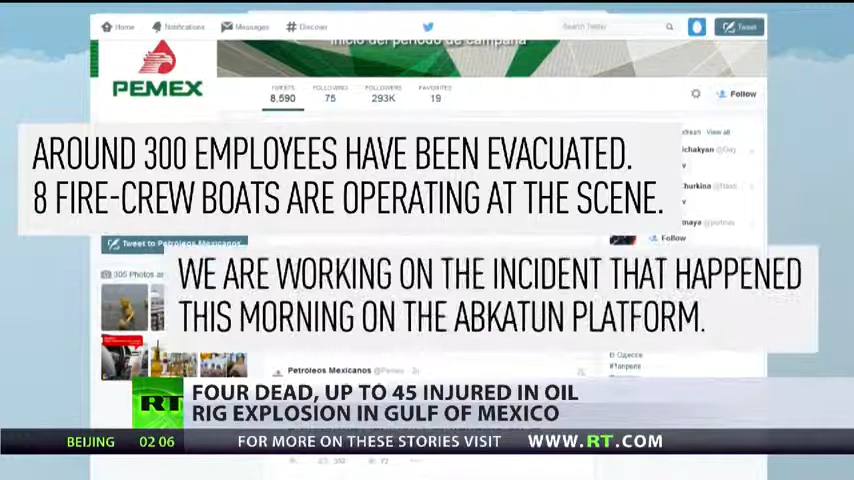 Home Notifications Messages # Discover Search Twitter Tweet
Inicio del periodo de campaña
PEMEX
TWEETS FOLLOWING FOLLOWERS FAVORITES
8,590 75 293K 19 Follow
AROUND 300 EMPLOYEES HAVE BEEN EVACUATED.
8 FIRE-CREW BOATS ARE OPERATING AT THE SCENE.
View all
Tweet to Petróleos Mexicanos
Follow
305 Photos
WE ARE WORKING ON THE INCIDENT THAT HAPPENED
THIS MORNING ON THE ABKATUN PLATFORM.
В Одессе
Petróleos Mexicanos @Pemex
RT
FOUR DEAD, UP TO 45 INJURED IN OIL
RIG EXPLOSION IN GULF OF MEXICO
BEIJING 02:06 FOR MORE ON THESE STORIES VISIT WWW.RT.COM